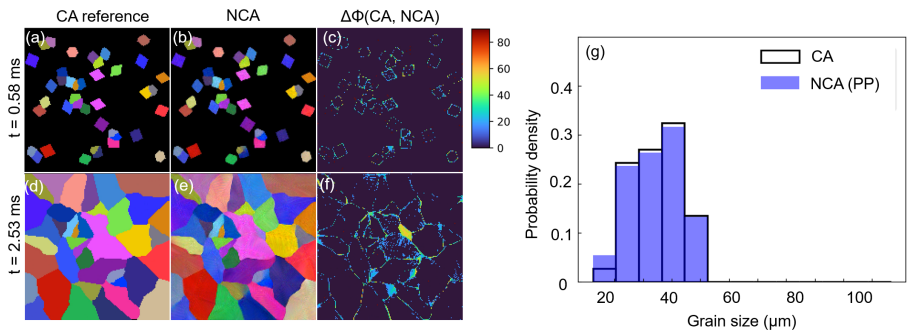 CA reference
NCA
ΔΦ(CA, NCA)
(a)
(b)
(c)
t = 0.58 ms
80
60
40
20
0
(d)
(e)
(f)
t = 2.53 ms
(g)
CA
NCA (PP)
Probability density
0.4
0.3
0.2
0.1
0
20 40 60 80 100
Grain size (μm)